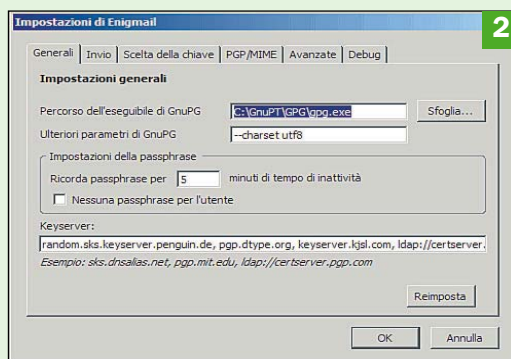 Impostazioni di Enigmail
2
Generali Invio Scelta della chiave PGP/MIME Avanzate Debug
Impostazioni generali
Percorso dell'eseguibile di GnuPG C:\GnuPT\GPG\gpg.exe Sfoglia...
Ulteriori parametri di GnuPG --charset utf8
Impostazioni della passphrase
Ricorda passphrase per 5 minuti di tempo di inattività
Nessuna passphrase per l'utente
Keyserver:
random.sks.keyserver.penguin.de, pgp.dtype.org, keyserver.kjsl.com, ldap://certserver.
Esempio: sks.dnsalias.net, pgp.mit.edu, ldap://certserver.pgp.com
Reimposta
OK Annulla